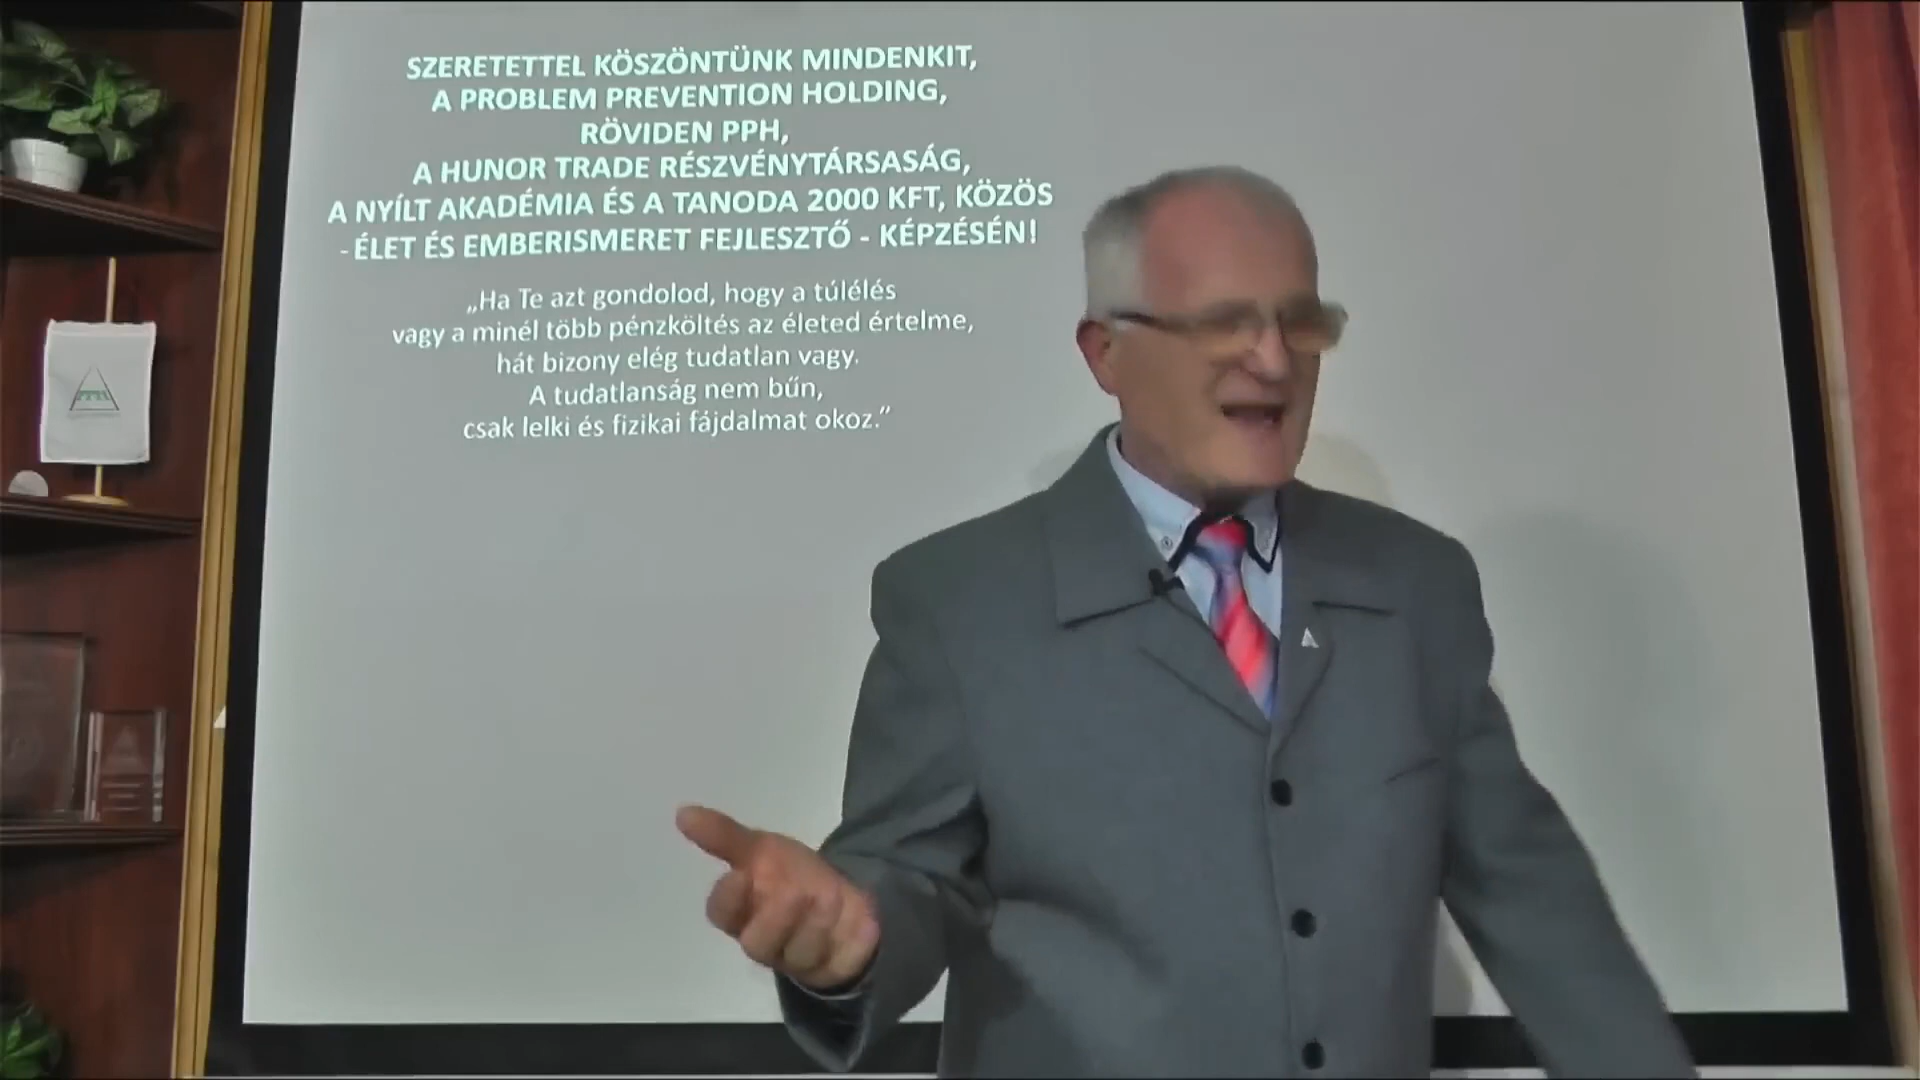 SZERETETTEL KÖSZÖNTÜNK MINDENKIT,
A PROBLEM PREVENTION HOLDING,
RÖVIDEN PPH,
A HUNOR TRADE RÉSZVÉNYTÁRSASÁG,
A NYÍLT AKADÉMIA ÉS A TANODA 2000 KFT, KÖZÖS
- ÉLET ÉS EMBERISMERET FEJLESZTŐ - KÉPZÉSÉN!
„Ha Te azt gondolod, hogy a túlélés
vagy a minél több pénzköltés az életed értelme,
hát bizony elég tudatlan vagy.
A tudatlanság nem bűn,
csak lelki és fizikai fájdalmat okoz.”